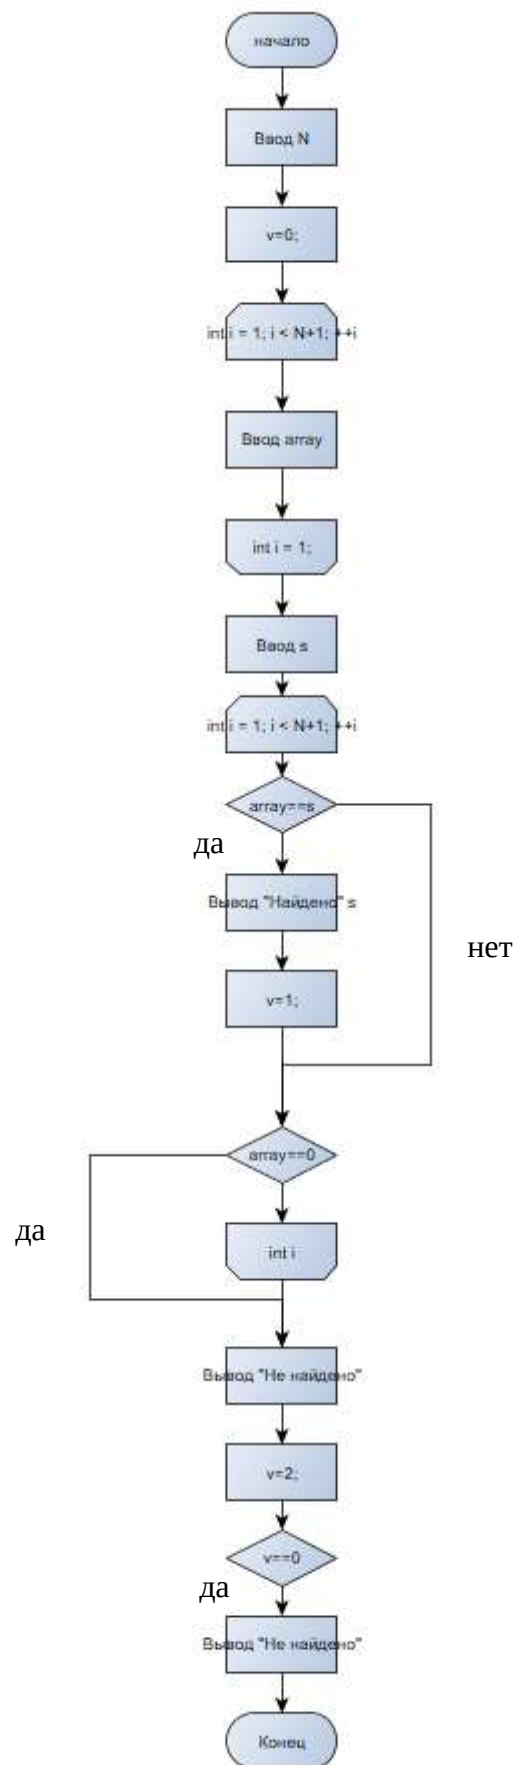 начало
Ввод N
v=0;
int i = 1; i < N+1; ++i
Ввод array
int i = 1;
Ввод s
int i = 1; i < N+1; ++i
array==s
да
Вывод "Найдено" s
нет
v=1;
array==0
да
int i
Вывод "Не найдено"
v=2;
v==0
да
Вывод "Не найдено"
Конец